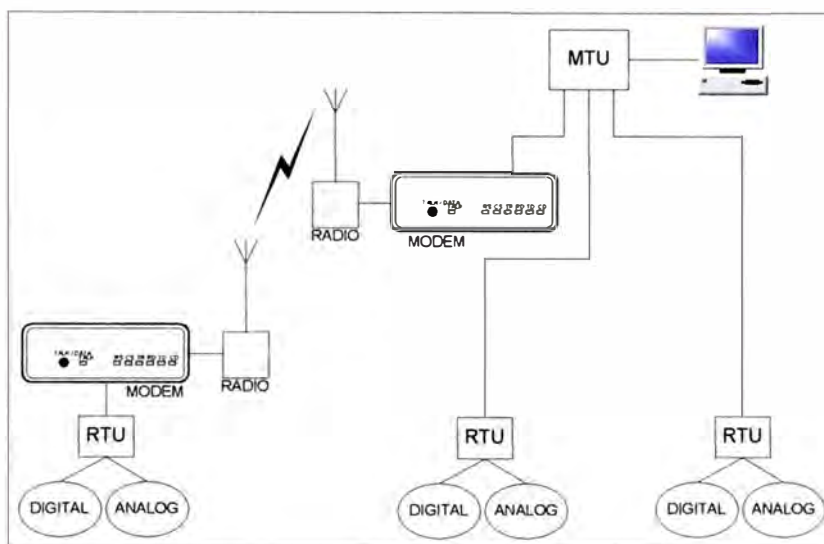 MTU
RADIO
MODEM
MODEM
RADIO
RTU
RTU
RTU
DIGITAL
ANALOG
DIGITAL
ANALOG
DIGITAL
ANALOG